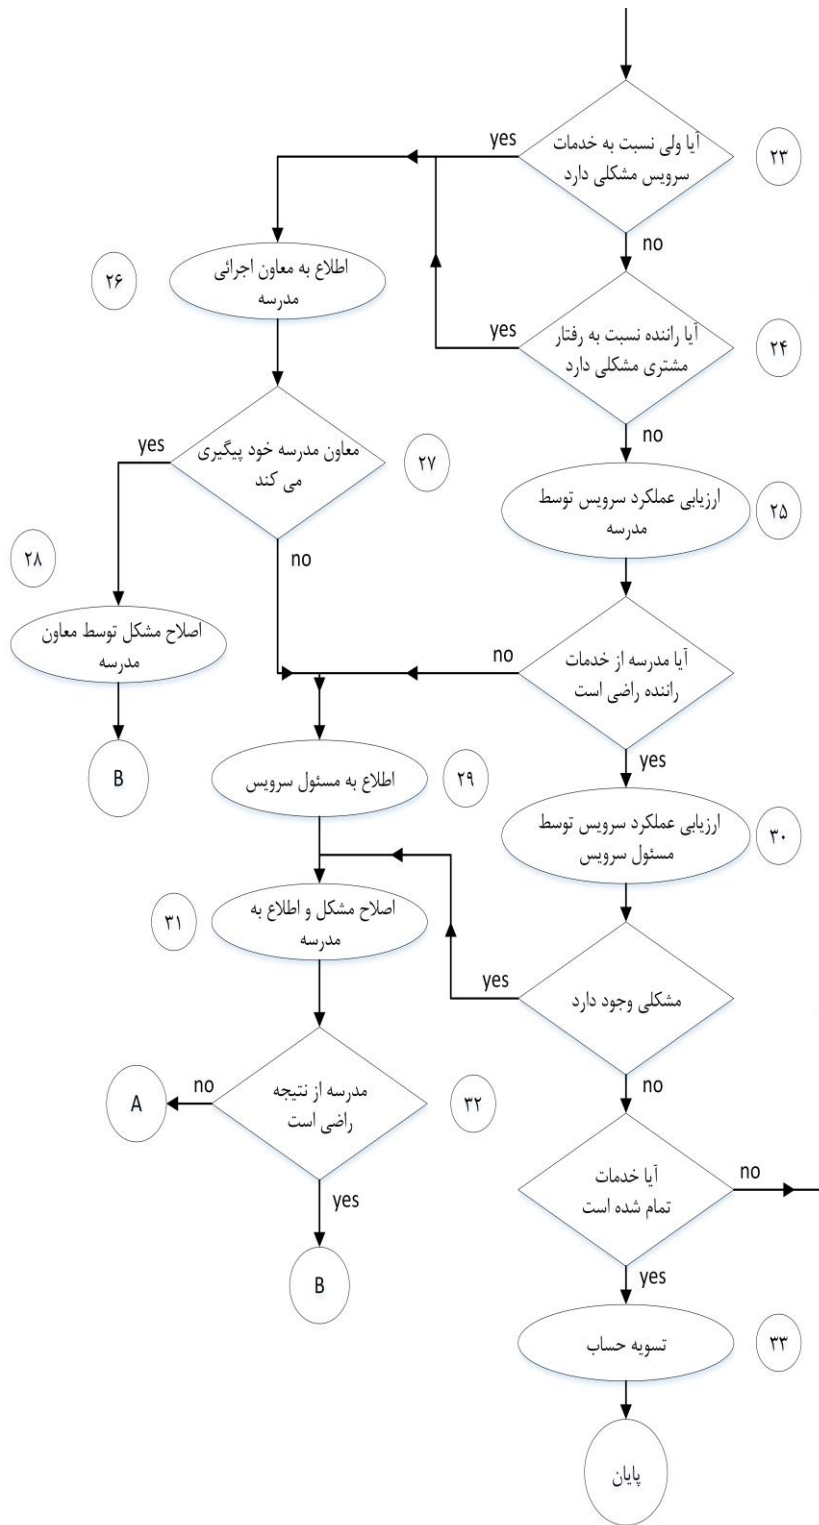 yes
آیا ولی نسبت به خدمات
سرویس مشکلی دارد
۲۳
no
۲۶
اطلاع به معاون اجرائی
مدرسه
yes
آیا راننده نسبت به رفتار
مشتری مشکلی دارد
۲۴
no
yes
معاون مدرسه خود پیگیری
می کند
۲۷
ارزیابی عملکرد سرویس توسط
مدرسه
۲۵
no
۲۸
اصلاح مشکل توسط معاون
مدرسه
no
آیا مدرسه از خدمات
راننده راضی است
yes
B
اطلاع به مسئول سرویس
۲۹
ارزیابی عملکرد سرویس توسط
مسئول سرویس
۳۰
۳۱
اصلاح مشکل و اطلاع به
مدرسه
yes
مشکلی وجود دارد
no
A
no
مدرسه از نتیجه
راضی است
۳۲
yes
آیا خدمات
تمام شده است
no
yes
B
تسویه حساب
۳۳
پایان